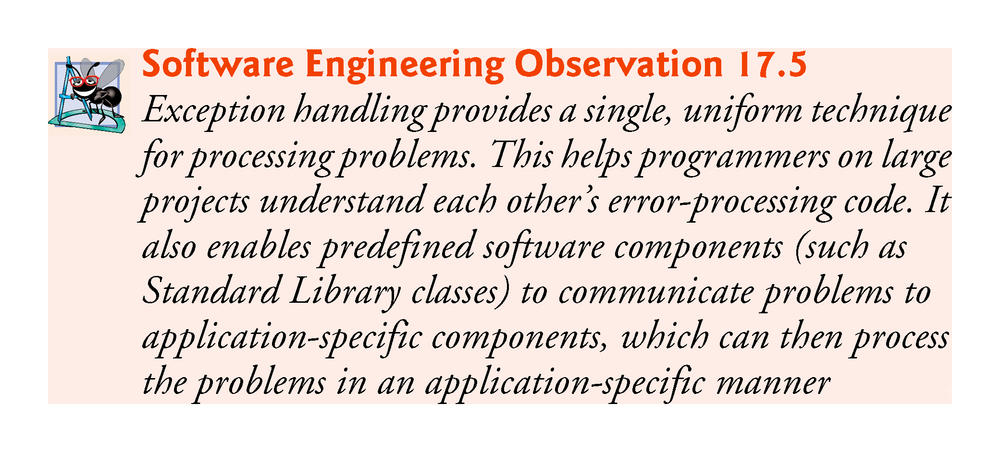 Software Engineering Observation 17.5
Exception handling provides a single, uniform technique
for processing problems. This helps programmers on large
projects understand each other’s error-processing code. It
also enables predefined software components (such as
Standard Library classes) to communicate problems to
application-specific components, which can then process
the problems in an application-specific manner